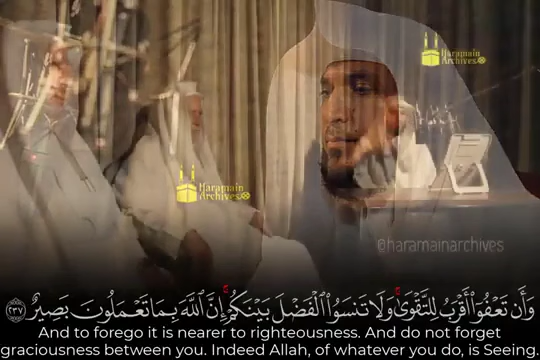 Haramain
Archives
Haramain
Archives
@haramainarchives
وَأَن تَعْفُوٓا۟ أَقْرَبُ لِلتَّقْوَىٰ ۚ وَلَا تَنسَوُا۟ ٱلْفَضْلَ بَيْنَكُمْ ۚ إِنَّ ٱللَّهَ بِمَا تَعْمَلُونَ بَصِيرٌ ٢٣٧
And to forego it is nearer to righteousness. And do not forget
graciousness between you. Indeed Allah, of whatever you do, is Seeing.